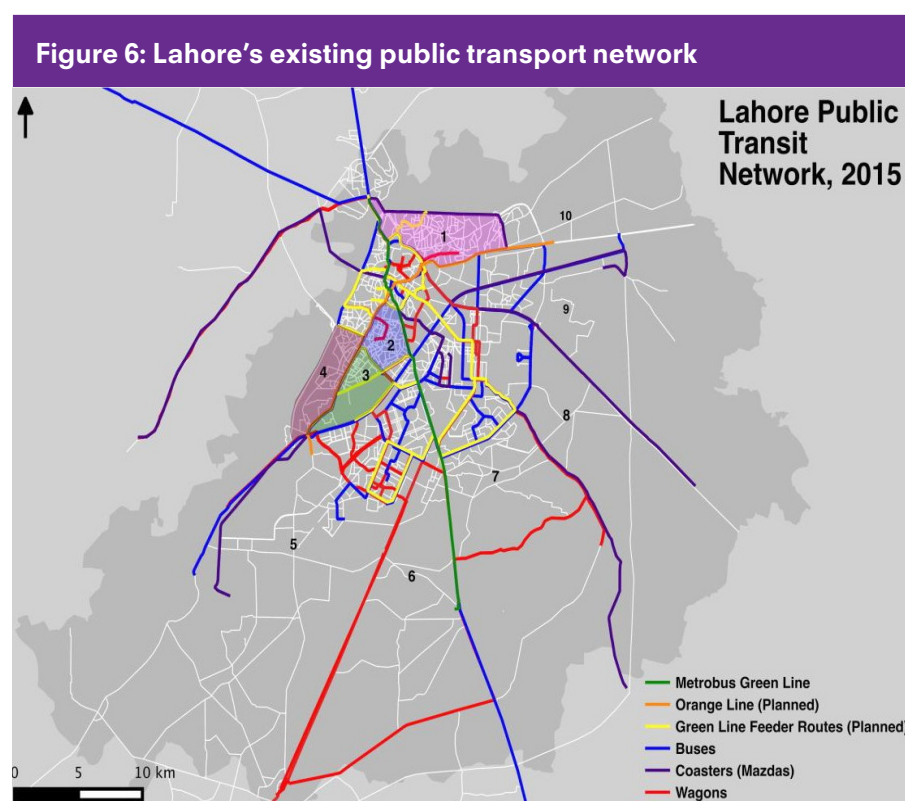 Figure 6: Lahore's existing public transport network
Lahore Public
Transit
Network, 2015
10
1
9
2
4
3
8
7
5
6
Metrobus Green Line
Orange Line (Planned)
Green Line Feeder Routes (Planned)
Buses
Coasters (Mazdas)
Wagons
0 5 10 km